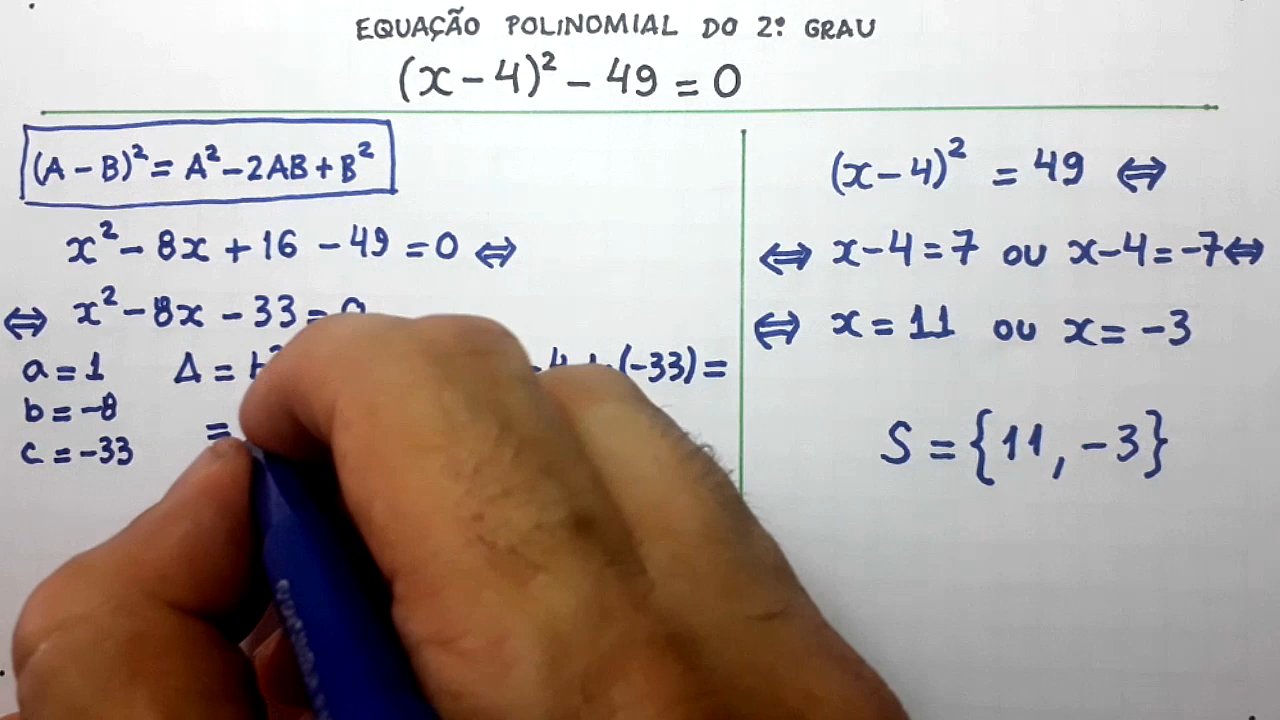 EQUAÇÃO POLINOMIAL DO 2º GRAU
(x - 4)² - 49 = 0
(A - B)² = A² - 2AB + B²
x² - 8x + 16 - 49 = 0 ⇔
⇔ x² - 8x - 33 = 0
a = 1 Δ = (-33) =
b = -8
c = -33 =
(x - 4)² = 49 ⇔
⇔ x - 4 = 7 ou x - 4 = -7 ⇔
⇔ x = 11 ou x = -3
S = {11, -3}